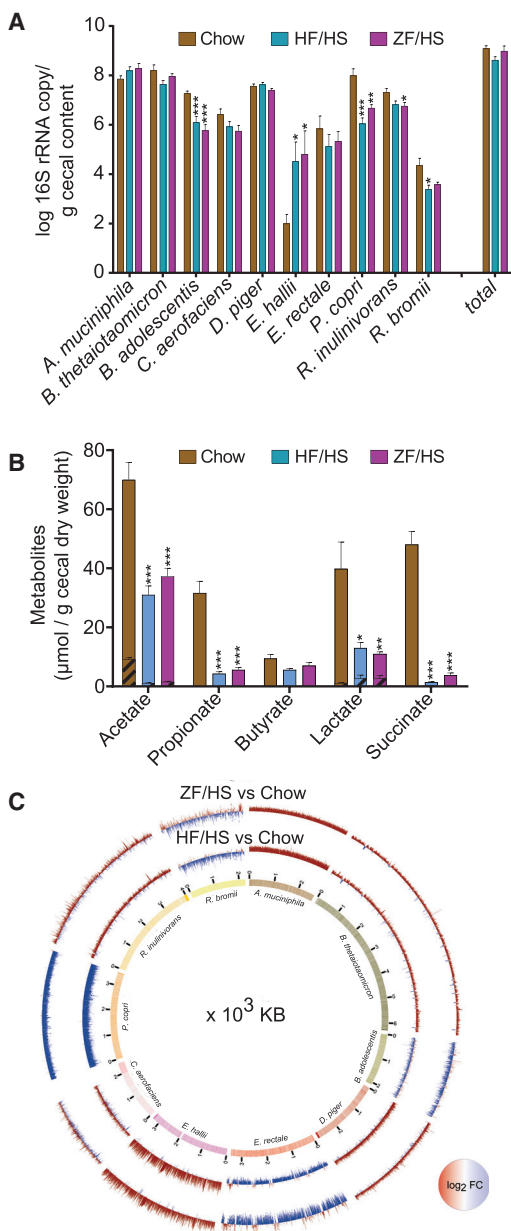 A
Chow HF/HS ZF/HS
log 16S rRNA copy/
g cecal content
10
8
6
4
2
0
*** *** * * *** ** * *
A. muciniphila
B. thetaiotaomicron
B. adolescentis
C. aerofaciens
D. piger
E. hallii
E. rectale
P. copri
R. inulinivorans
R. bromii
total
B
Chow HF/HS ZF/HS
Metabolites
(µmol / g cecal dry weight)
80
60
40
20
0
*** *** *** *** * ** *** ***
Acetate
Propionate
Butyrate
Lactate
Succinate
C
ZF/HS vs Chow
HF/HS vs Chow
R. bromii
A. muciniphila
B. thetaiotaomicron
B. adolescentis
D. piger
E. rectale
E. hallii
C. aerofaciens
P. copri
R. inulinivorans
x 10³ KB
log₂ FC